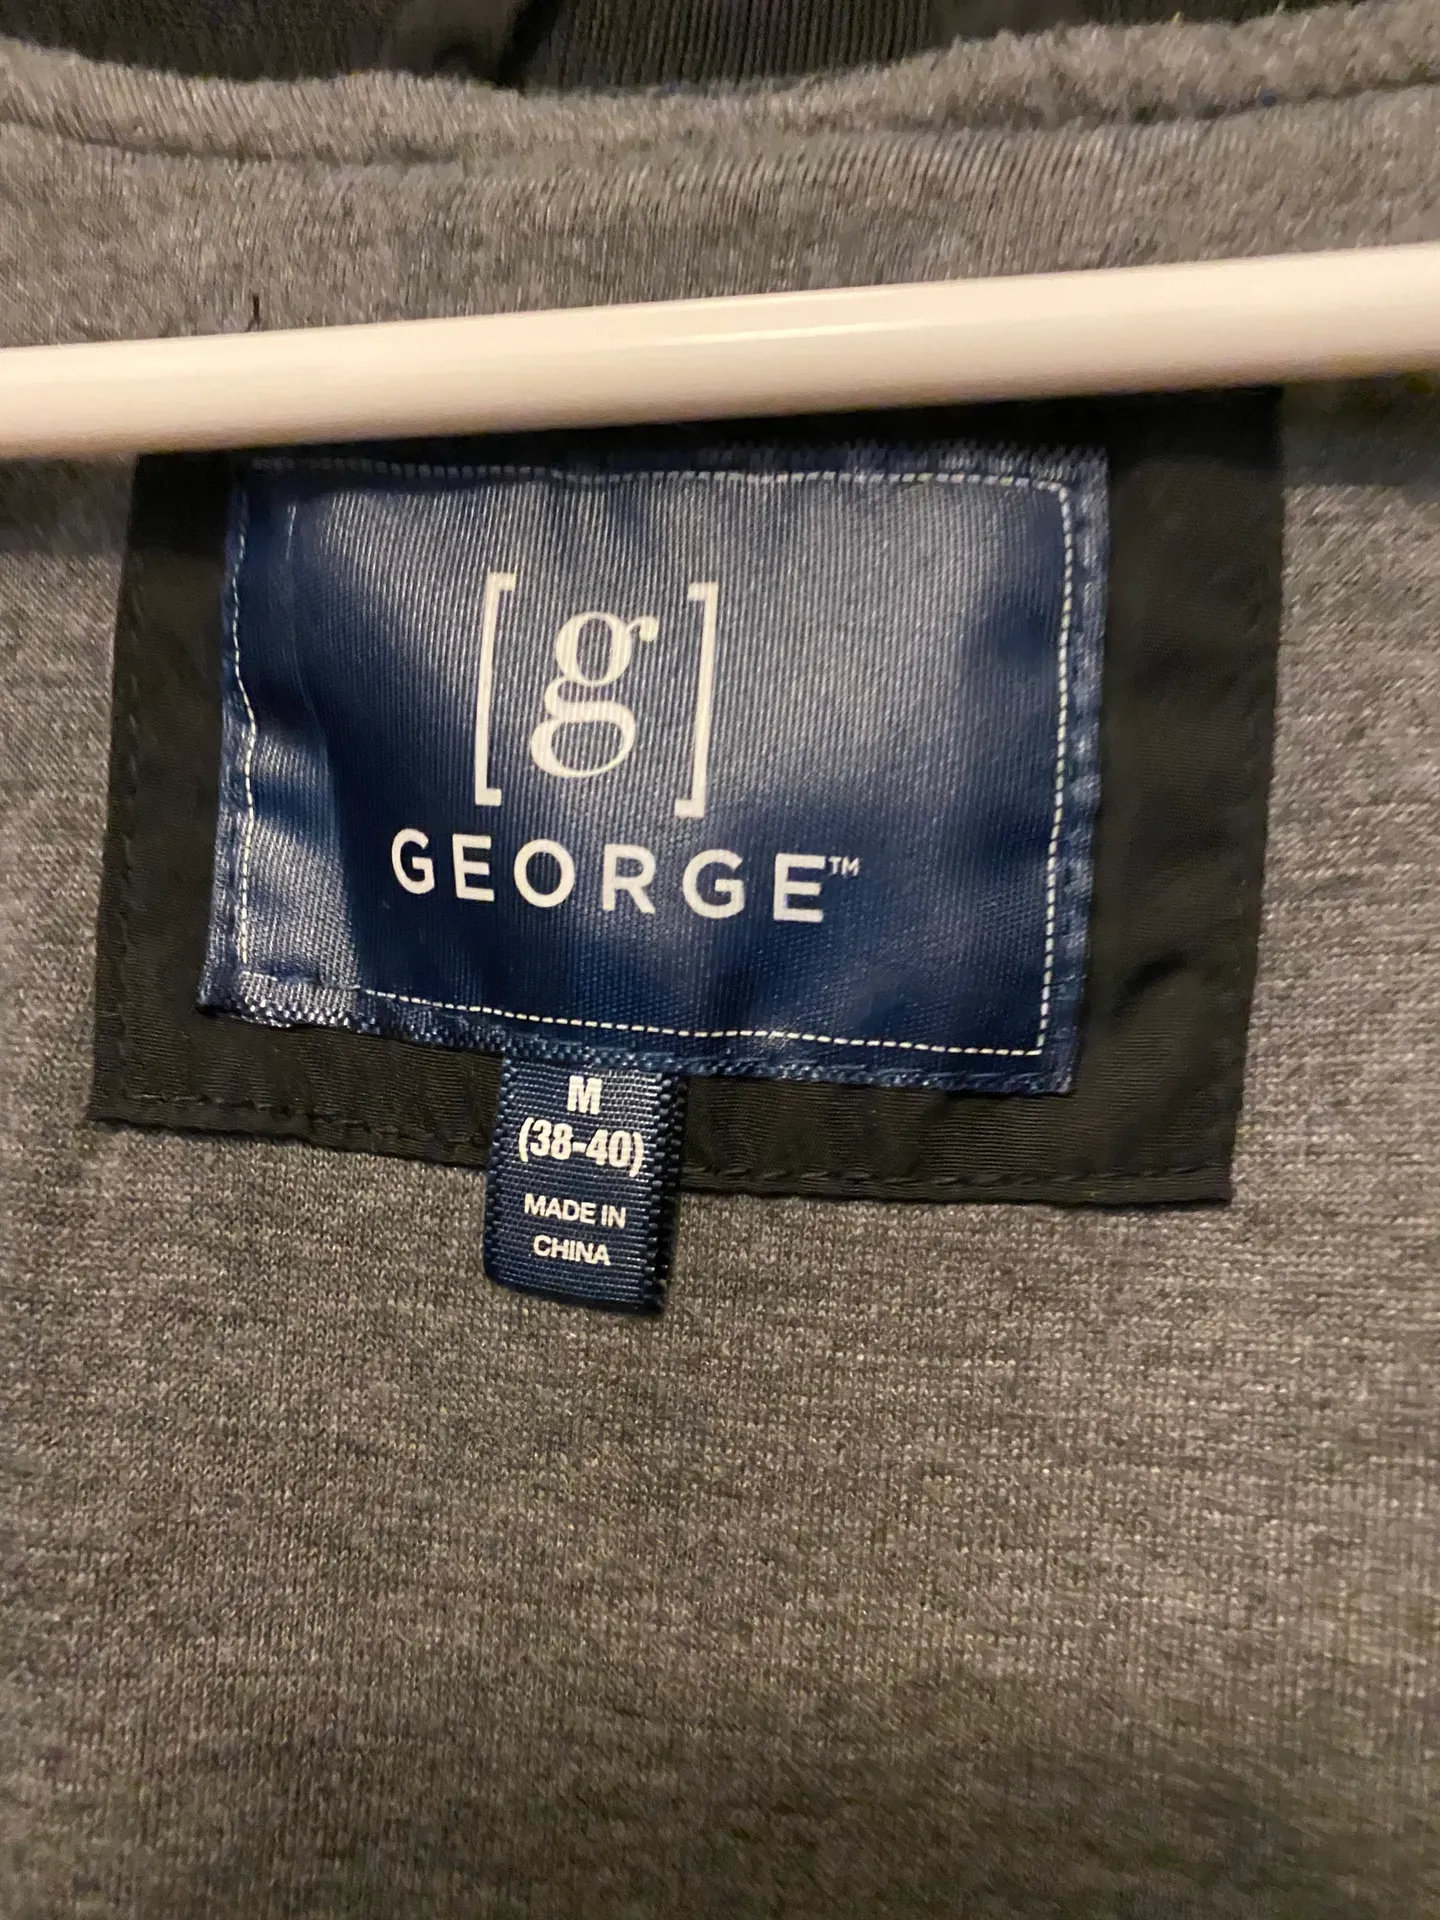 [g]
GEORGE™
M
(38-40)
MADE IN
CHINA